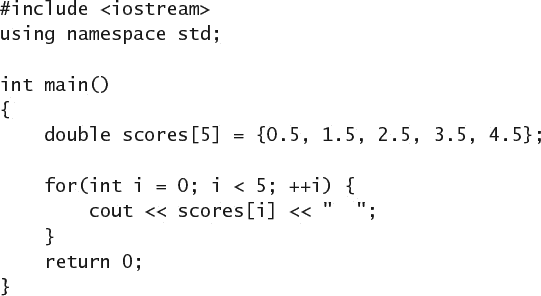 #include <iostream>
using namespace std;

int main()
{
    double scores[5] = {0.5, 1.5, 2.5, 3.5, 4.5};

    for(int i = 0; i < 5; ++i) {
        cout << scores[i] << "  ";
    }
    return 0;
}